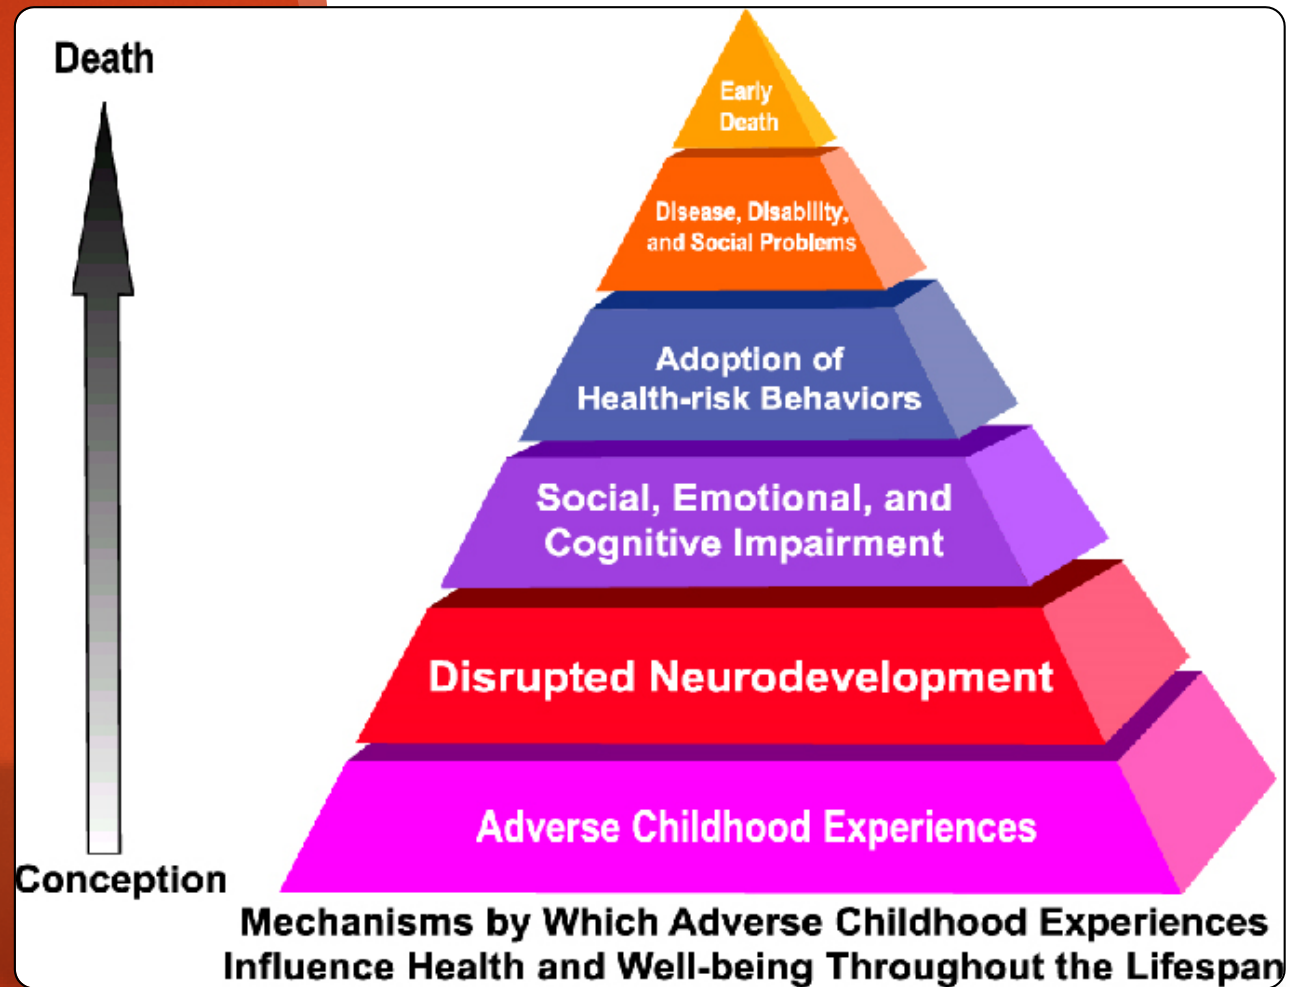 Death
Early
Death
Disease, Disability,
and Social Problems
Adoption of
Health-risk Behaviors
Social, Emotional, and
Cognitive Impairment
Disrupted Neurodevelopment
Adverse Childhood Experiences
Conception
Mechanisms by Which Adverse Childhood Experiences
Influence Health and Well-being Throughout the Lifespan